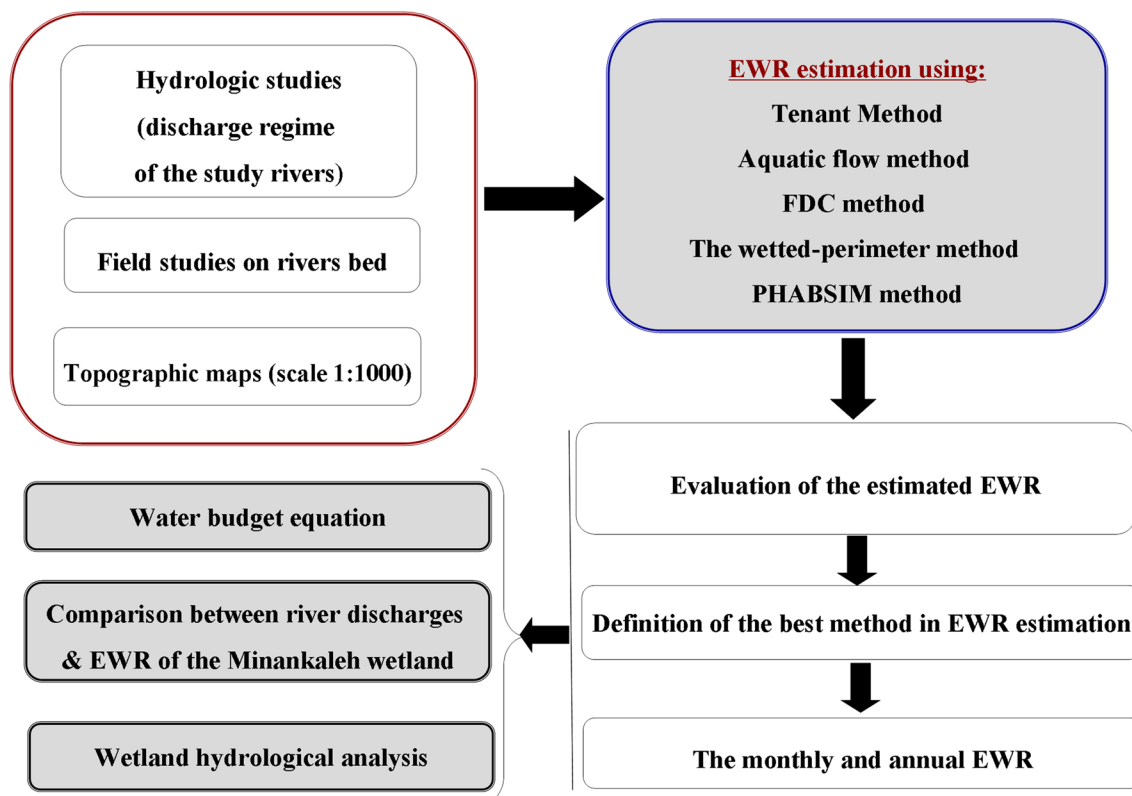 Hydrologic studies
(discharge regime
of the study rivers)
Field studies on rivers bed
Topographic maps (scale 1:1000)
EWR estimation using:
Tenant Method
Aquatic flow method
FDC method
The wetted-perimeter method
PHABSIM method
Evaluation of the estimated EWR
Definition of the best method in EWR estimation
The monthly and annual EWR
Water budget equation
Comparison between river discharges
& EWR of the Minankaleh wetland
Wetland hydrological analysis